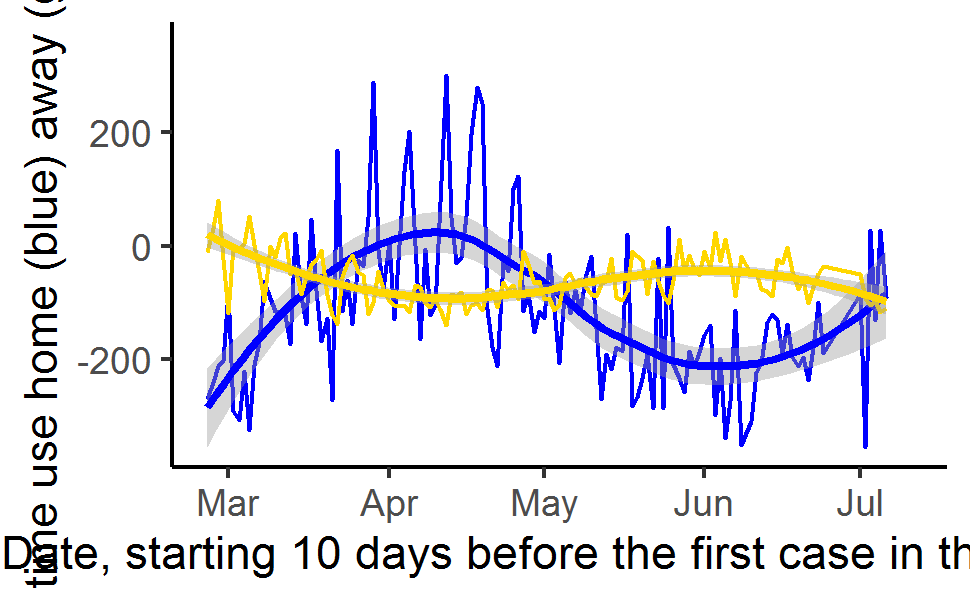 time use home (blue) away (
200
0
-200
Mar Apr May Jun Jul
Date, starting 10 days before the first case in th